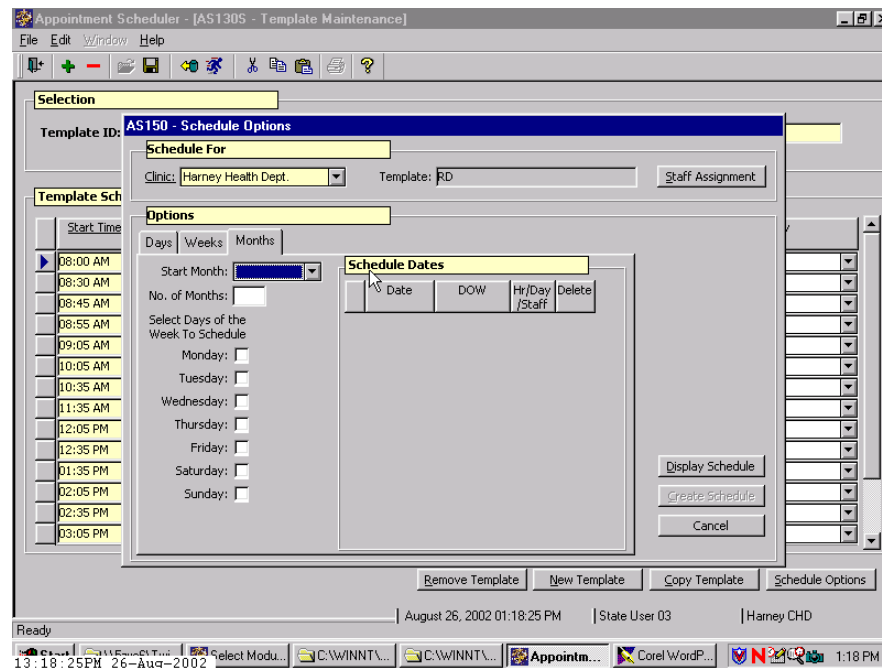 Appointment Scheduler - [AS130S - Template Maintenance]
File Edit Window Help
Selection
Template ID:
AS150 - Schedule Options
Schedule For
Clinic: Harney Health Dept. Template: RD Staff Assignment
Template Sch
Options
Start Time
Days Weeks Months
Start Month:
Schedule Dates
Date DOW Hr/Day /Staff Delete
No. of Months:
Select Days of the
Week To Schedule
Monday:
Tuesday:
Wednesday:
Thursday:
Friday:
Saturday:
Sunday:
08:00 AM
08:30 AM
08:45 AM
08:55 AM
09:05 AM
10:05 AM
10:35 AM
11:35 AM
12:05 PM
12:35 PM
01:35 PM
02:05 PM
02:35 PM
03:05 PM
Display Schedule
Create Schedule
Cancel
Remove Template New Template Copy Template Schedule Options
August 26, 2002 01:18:25 PM State User 03 Harney CHD
Ready
Select Modu... C:\WINNT\... C:\WINNT\... Appointm... Corel WordP... 1:18 PM
13:18:25PM 26-Aug-2002